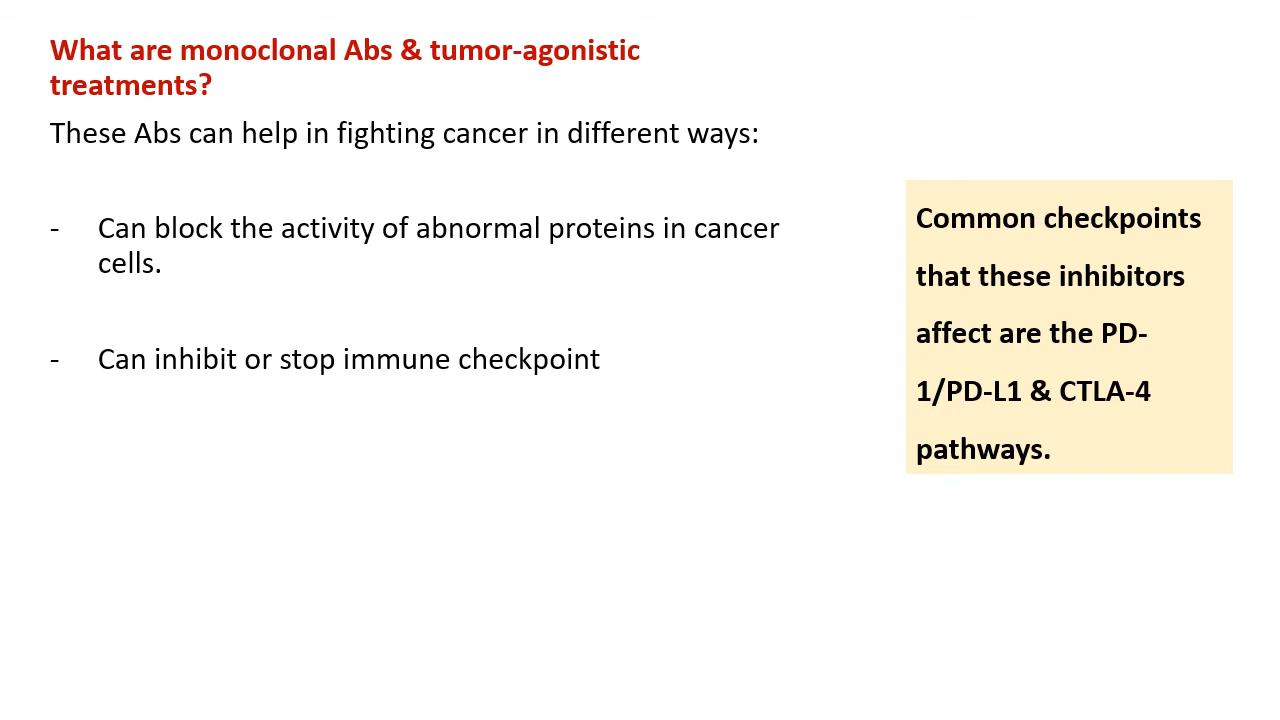 What are monoclonal Abs & tumor-agonistic
treatments?
These Abs can help in fighting cancer in different ways:
- Can block the activity of abnormal proteins in cancer
cells.
- Can inhibit or stop immune checkpoint
Common checkpoints
that these inhibitors
affect are the PD-
1/PD-L1 & CTLA-4
pathways.